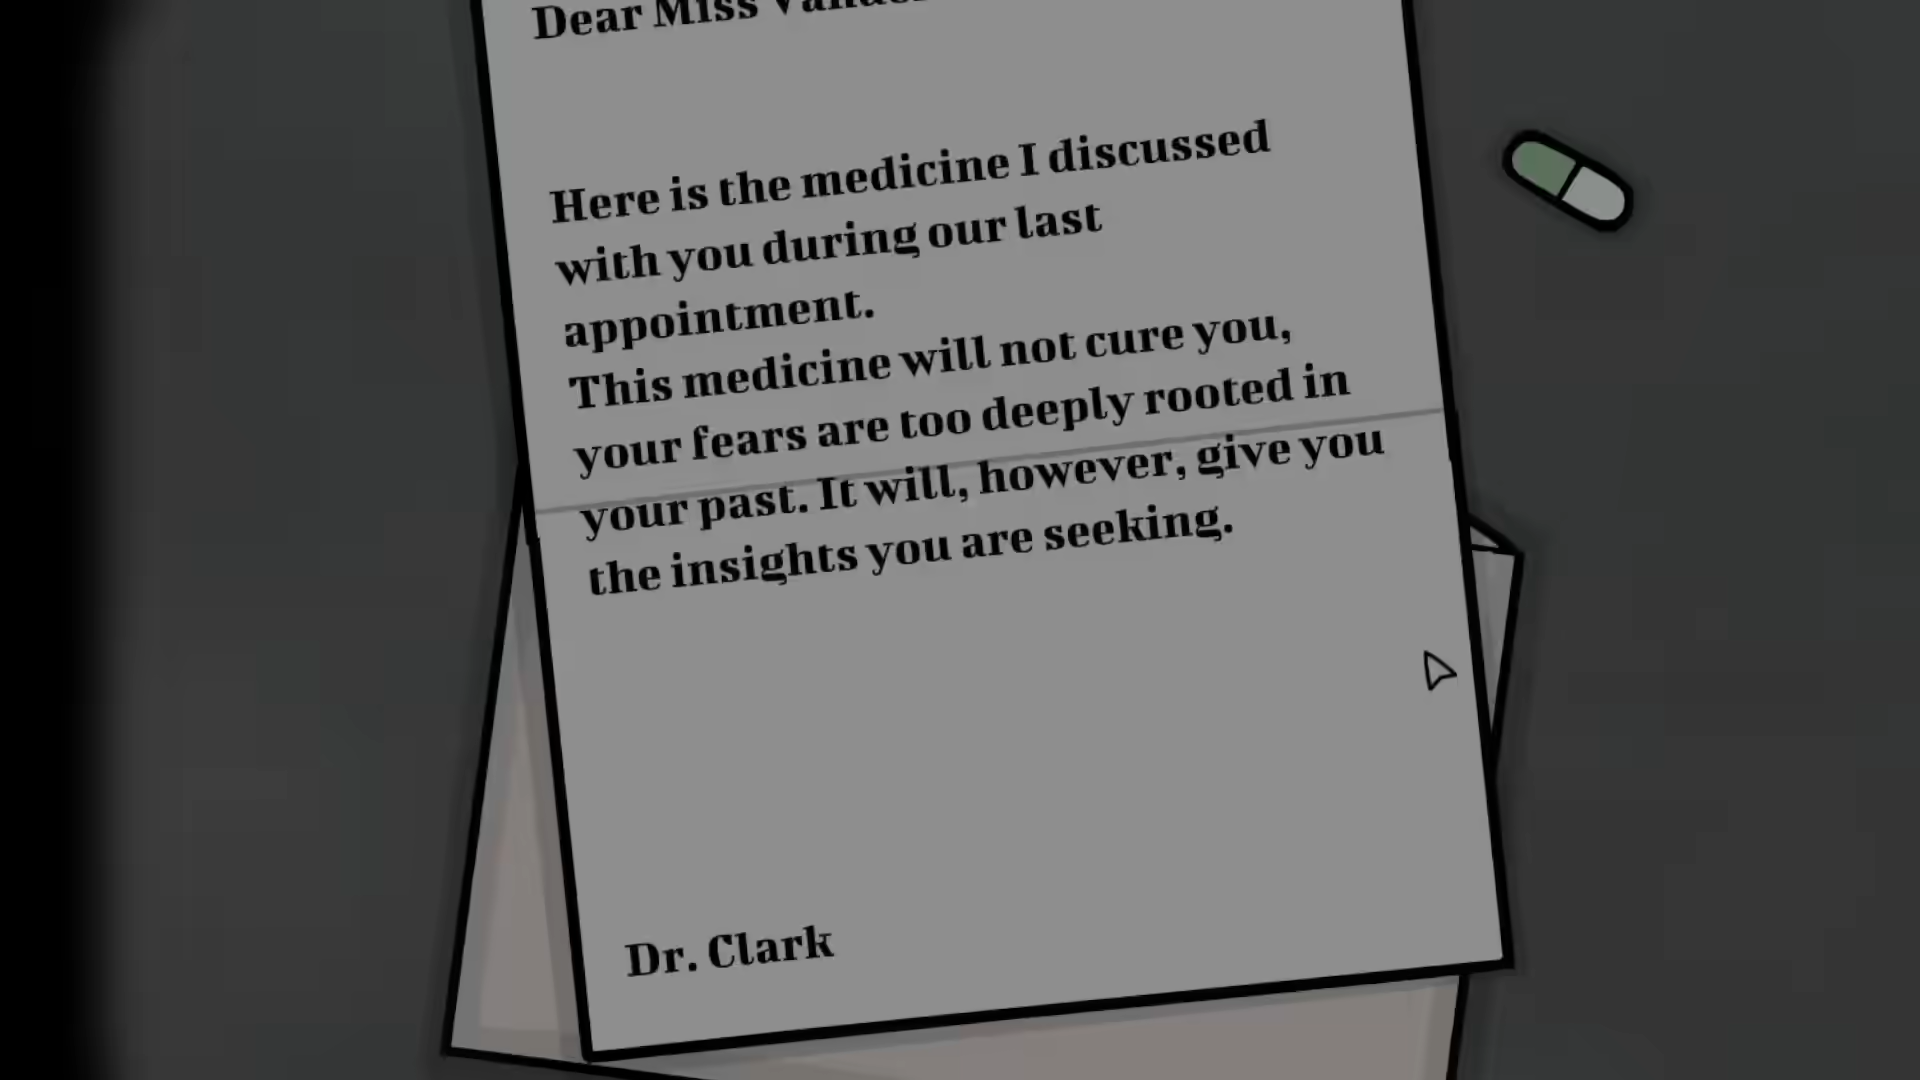 Dear Miss
Here is the medicine I discussed
with you during our last
appointment.
This medicine will not cure you,
your fears are too deeply rooted in
your past. It will, however, give you
the insights you are seeking.
Dr. Clark